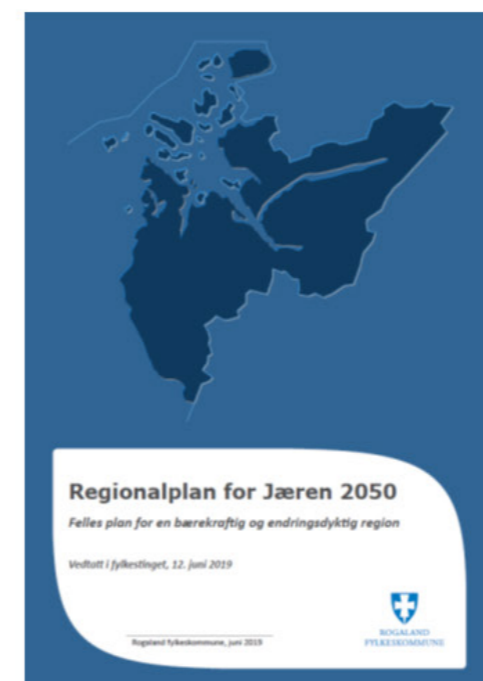 Regionalplan for Jæren 2050
Felles plan for en bærekraftig og endringsdyktig region
Vedtatt i fylkestinget, 12. juni 2019
Rogaland fylkeskommune, juni 2019
ROGALAND
FYLKESKOMMUNE